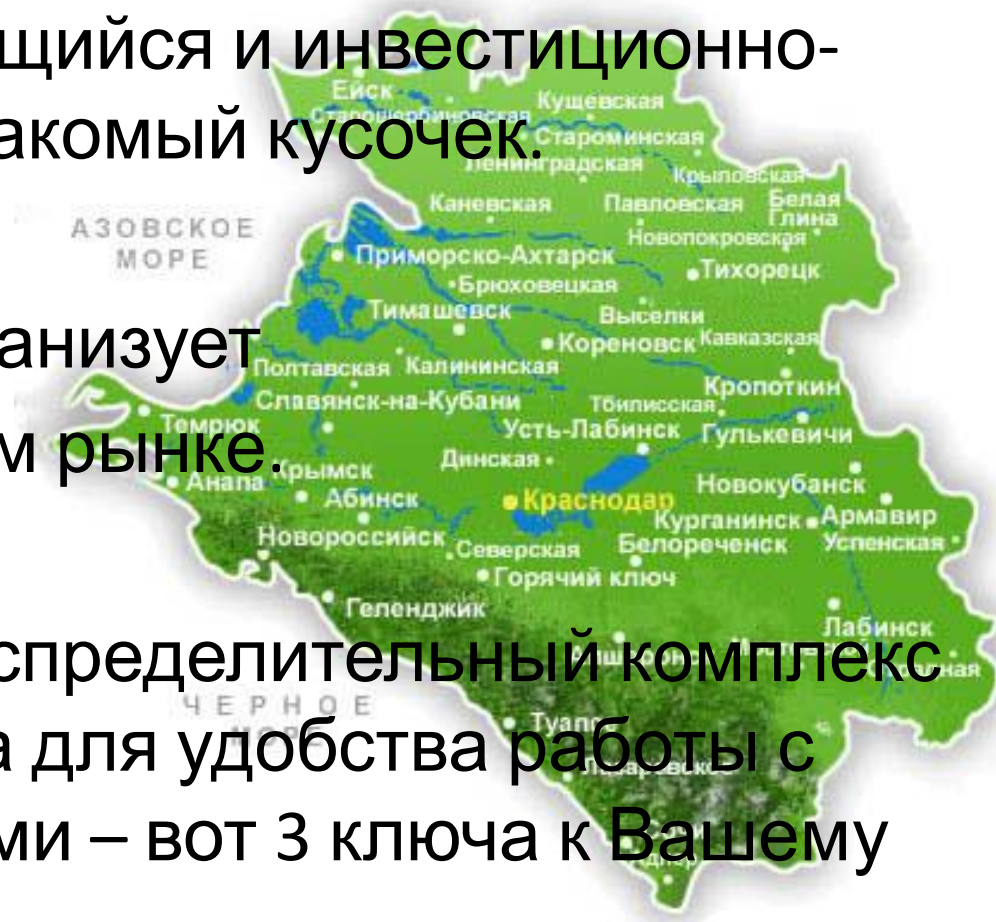 щийся и инвестиционно-
Ейск
Кущевская
Старощербиновская
акомый кусочек.
Староминская
Ленинградская
Крыловская
Каневская
Павловская
Белая
Глина
АЗОВСКОЕ
МОРЕ
Новопокровская
Приморско-Ахтарск
Тихорецк
Брюховецкая
Тимашевск
Выселки
анизует
Кореновск
Кавказская
Полтавская
Калининская
Кропоткин
Славянск-на-Кубани
Тбилисская
Темрюк
Усть-Лабинск
Гулькевичи
м рынке.
Крымск
Динская
Анапа
Абинск
Новокубанск
Краснодар
Курганинск
Армавир
Новороссийск
Северская
Белореченск
Успенская
Горячий ключ
Геленджик
Лабинск
спределительный комплекс
ЧЕРНОЕ
МОРЕ
а для удобства работы с
ми – вот 3 ключа к Вашему